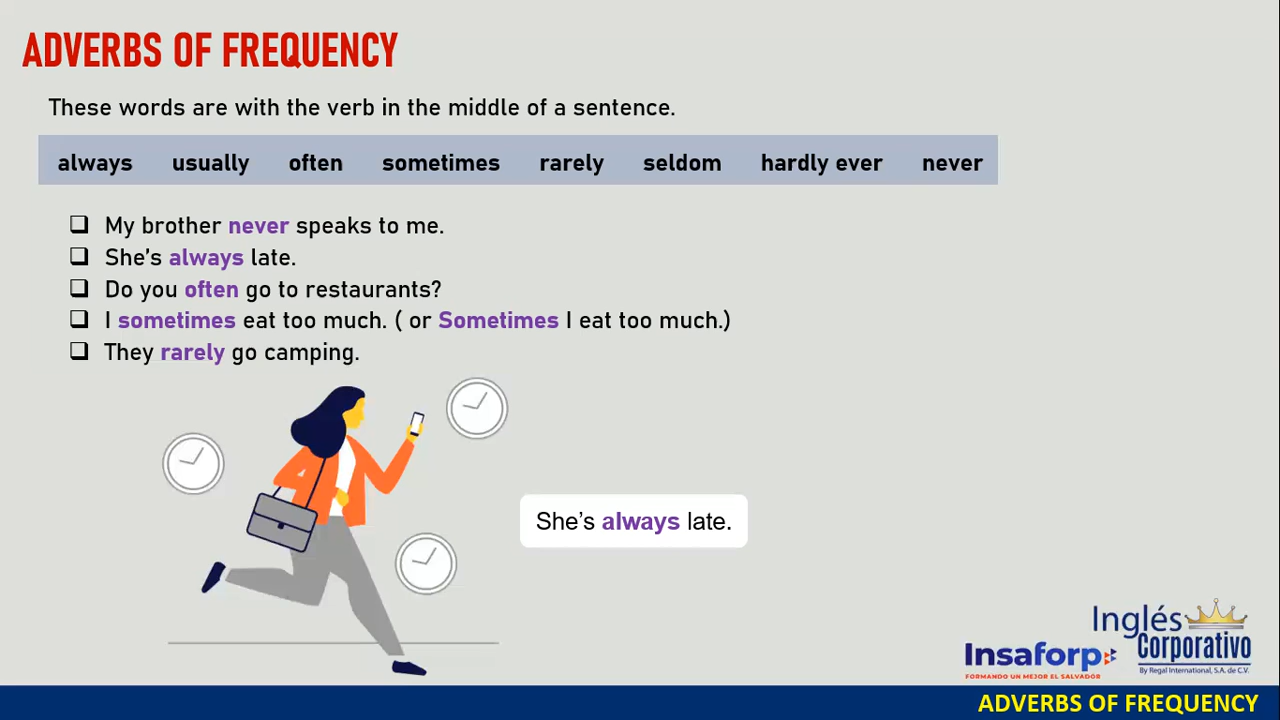 ADVERBS OF FREQUENCY
These words are with the verb in the middle of a sentence.
always usually often sometimes rarely seldom hardly ever never
My brother never speaks to me.
She's always late.
Do you often go to restaurants?
I sometimes eat too much. ( or Sometimes I eat too much.)
They rarely go camping.
She's always late.
Inglés
Corporativo
By Regal International, S.A. de C.V.
Insaforp
FORMANDO UN MEJOR EL SALVADOR
ADVERBS OF FREQUENCY